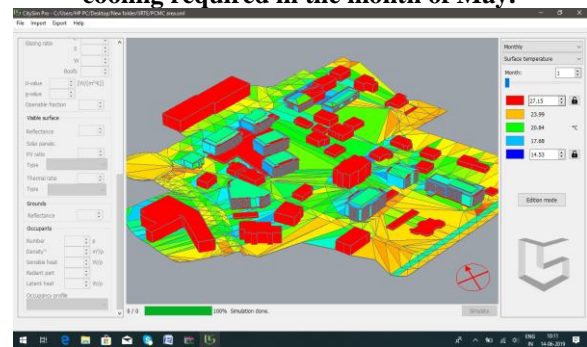 cooling required in the month of May.
CitySim Pro - C:/Users/HP PC/Desktop/New folder/SRTE/PCMC area.xml
File Import Export Help
Glazing ratio
S
W
Roofs
U-value [W/(m²K)]
g-value
Openable fraction
Visible surface
Reflectance
Solar panels:
PV ratio
Type
Thermal ratio
Type
Grounds
Reflectance
Occupants
Number p
Density¹ m²/p
Sensible heat W/p
Radiant part
Latent heat W/p
Occupancy profile
Monthly
Surface temperature
Month: 1
27.15
23.99
20.84 °C
17.68
14.53
Edition mode
0 / 0 100% Simulation done. Simulate
ENG 10:11
IN 14-06-2019